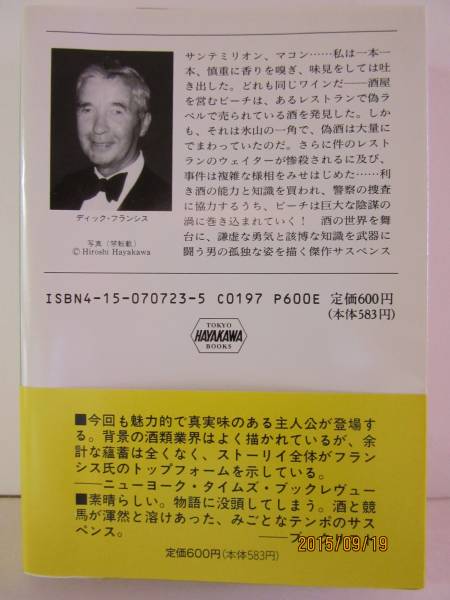 サンテミリオン、マコン……私は一本一
本、慎重に香りを嗅ぎ、味見をしては吐
き出した。どれも同じワインだ――酒屋
を営むビーチは、あるレストランで偽ラ
ベルで売られている酒を発見した。しか
も、それは氷山の一角で、偽酒は大量に
でまわっていたのだ。さらに件のレスト
ランのウェイターが惨殺されるに及び、
事件は複雑な様相をみせはじめた……利
き酒の能力と知識を買われ、警察の捜査
に協力するうち、ビーチは巨大な陰謀の
渦に巻き込まれていく! 酒の世界を舞
台に、謙虚な勇気と該博な知識を武器に
闘う男の孤独な姿を描く傑作サスペンス
ディック・フランシス
写真(禁転載)
©Hiroshi Hayakawa
ISBN4-15-070723-5 C0197 P600E 定価600円
(本体583円)
TOKYO
HAYAKAWA
BOOKS
■今回も魅力的で真実味のある主人公が登場す
る。背景の酒類業界はよく描かれているが、余
計な蘊蓄は全くなく、ストーリイ全体がフラン
シス氏のトップフォームを示している。
――ニューヨーク・タイムズ・ブックレヴュー
■素晴らしい。物語に没頭してしまう。酒と競
馬が渾然と溶けあった、みごとなテンポのサス
ペンス。
定価600円(本体583円)
2015/09/19